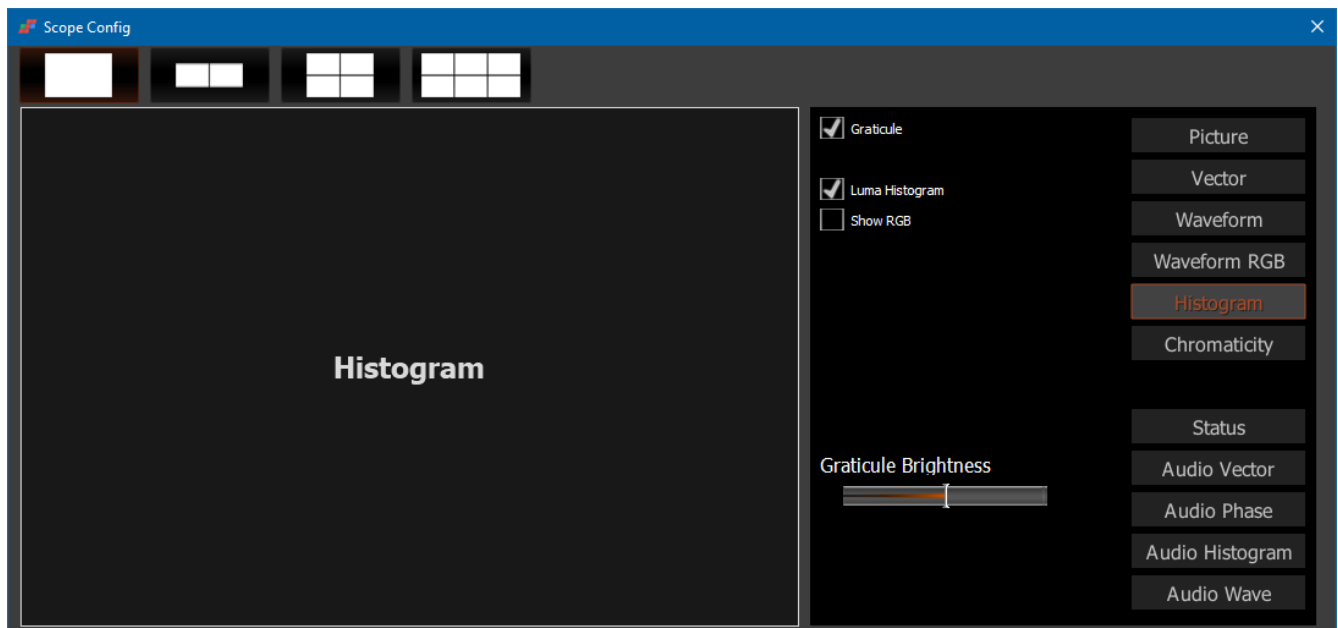 Scope Config
Graticule
Luma Histogram
Show RGB
Histogram
Graticule Brightness
Picture
Vector
Waveform
Waveform RGB
Histogram
Chromaticity
Status
Audio Vector
Audio Phase
Audio Histogram
Audio Wave